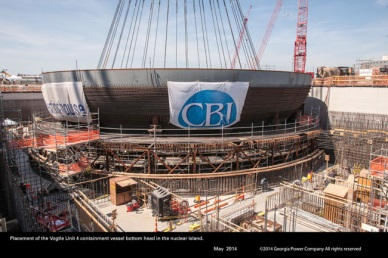 Westinghouse
CBI
Placement of the Vogtle Unit 4 containment vessel bottom head in the nuclear island.
May 2014
©2014 Georgia Power Company All rights reserved